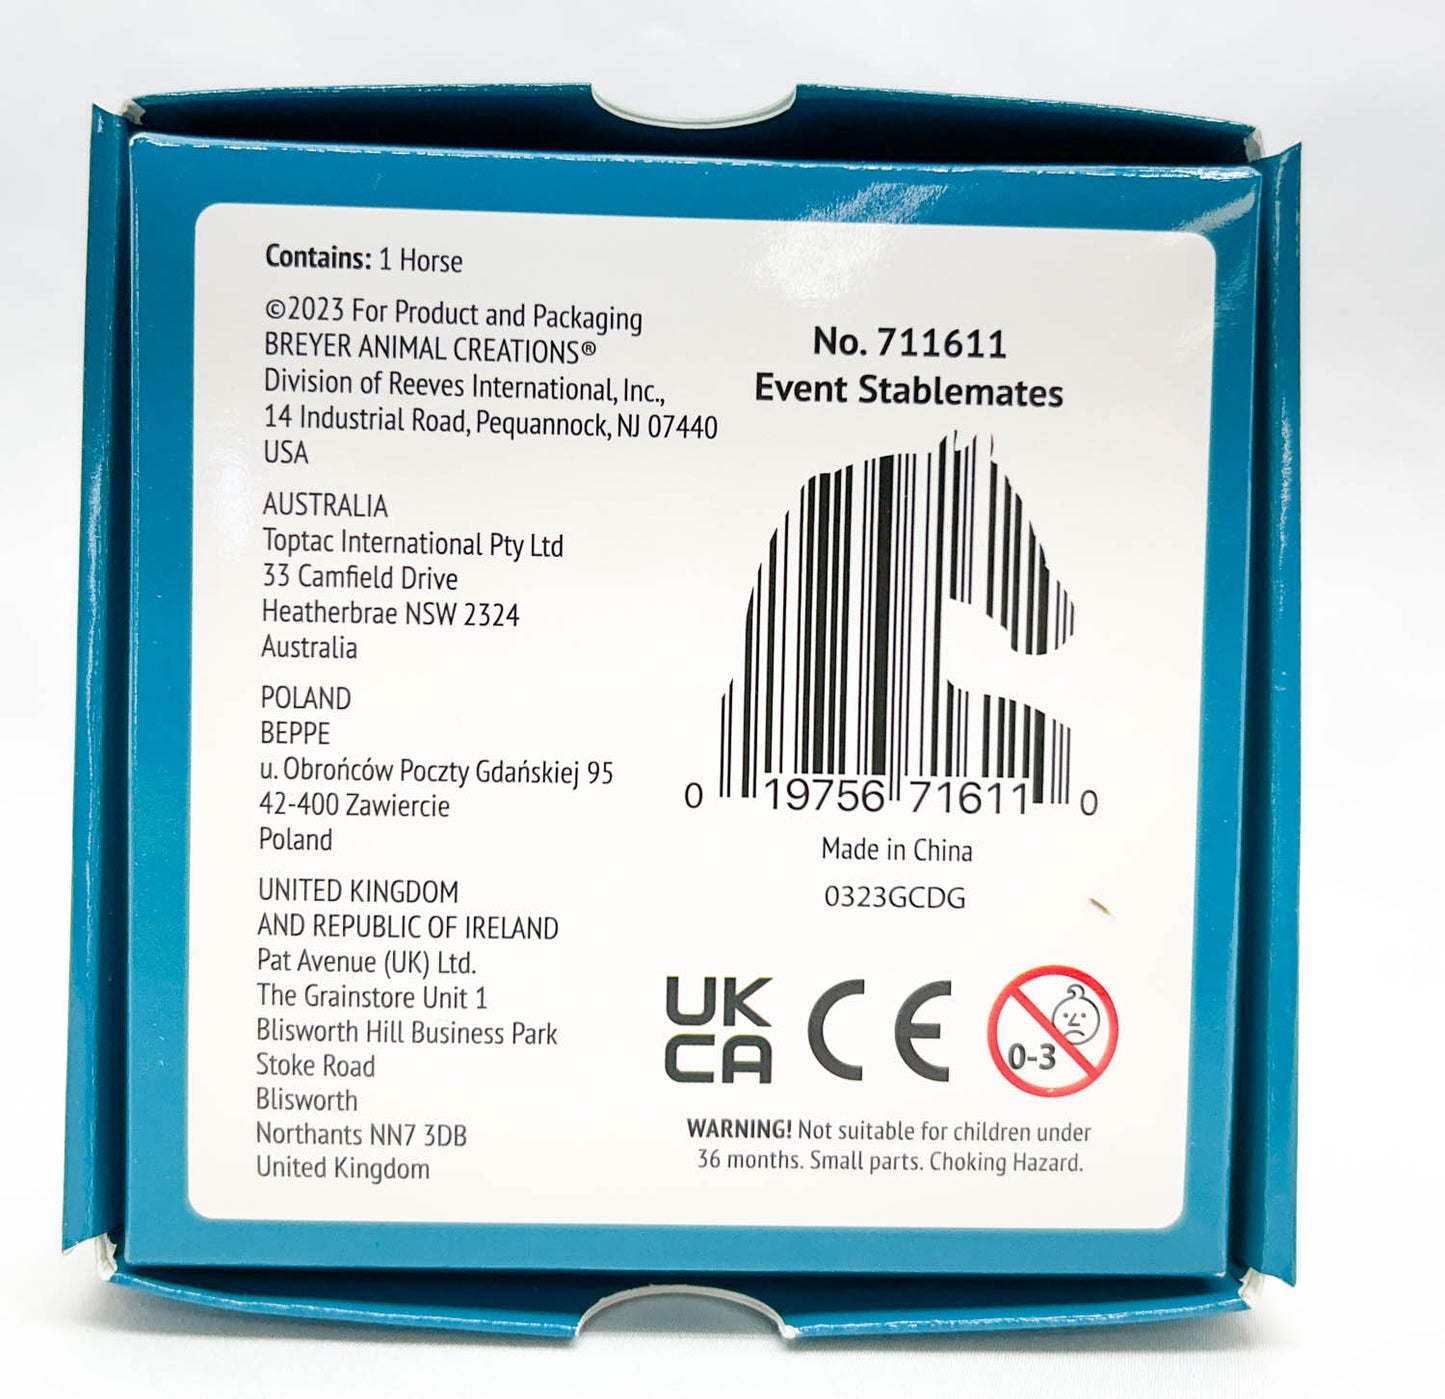 Contains: 1 Horse
©2023 For Product and Packaging
BREYER ANIMAL CREATIONS®
Division of Reeves International, Inc.,
14 Industrial Road, Pequannock, NJ 07440
USA
AUSTRALIA
Toptac International Pty Ltd
33 Camfield Drive
Heatherbrae NSW 2324
Australia
POLAND
BEPPE
u. Obrońców Poczty Gdańskiej 95
42-400 Zawiercie
Poland
UNITED KINGDOM
AND REPUBLIC OF IRELAND
Pat Avenue (UK) Ltd.
The Grainstore Unit 1
Blisworth Hill Business Park
Stoke Road
Blisworth
Northants NN7 3DB
United Kingdom
No. 711611
Event Stablemates
0 19756 71611 0
Made in China
0323GCDG
UK
CA
CE
0-3
WARNING! Not suitable for children under
36 months. Small parts. Choking Hazard.